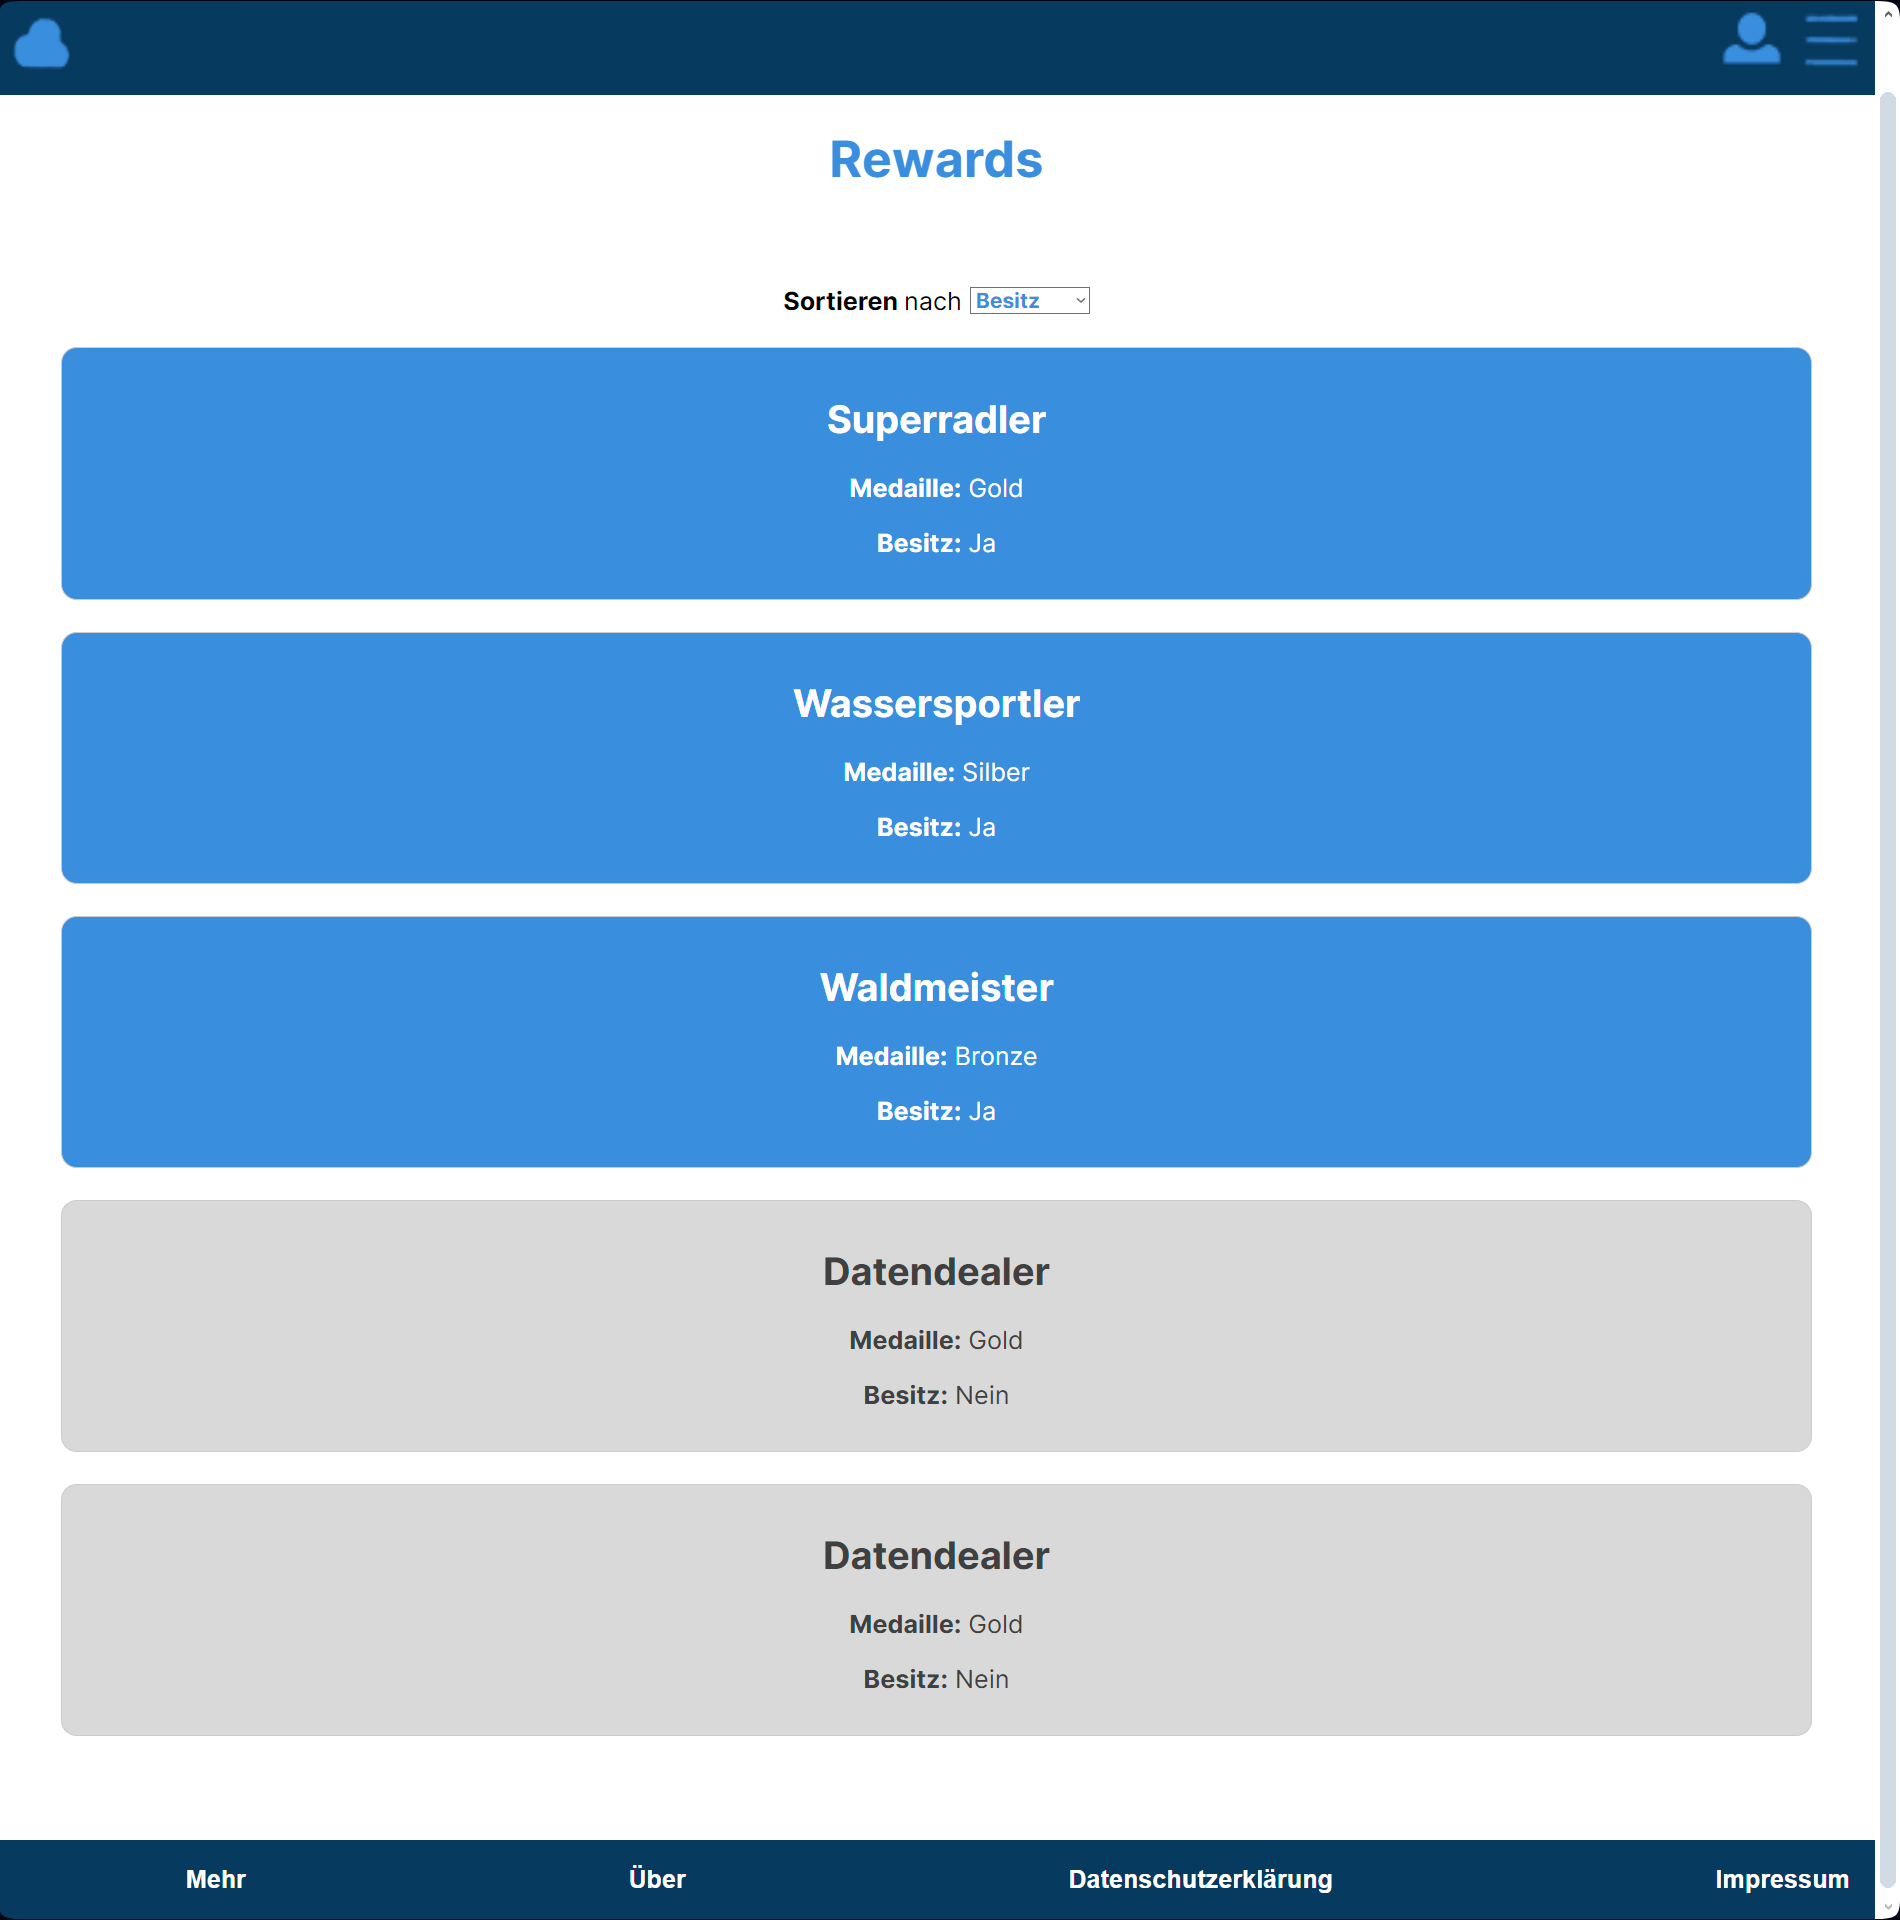 Rewards
Sortieren nach Besitz
Superradler
Medaille: Gold
Besitz: Ja
Wassersportler
Medaille: Silber
Besitz: Ja
Waldmeister
Medaille: Bronze
Besitz: Ja
Datendealer
Medaille: Gold
Besitz: Nein
Datendealer
Medaille: Gold
Besitz: Nein
Mehr Über Datenschutzerklärung Impressum